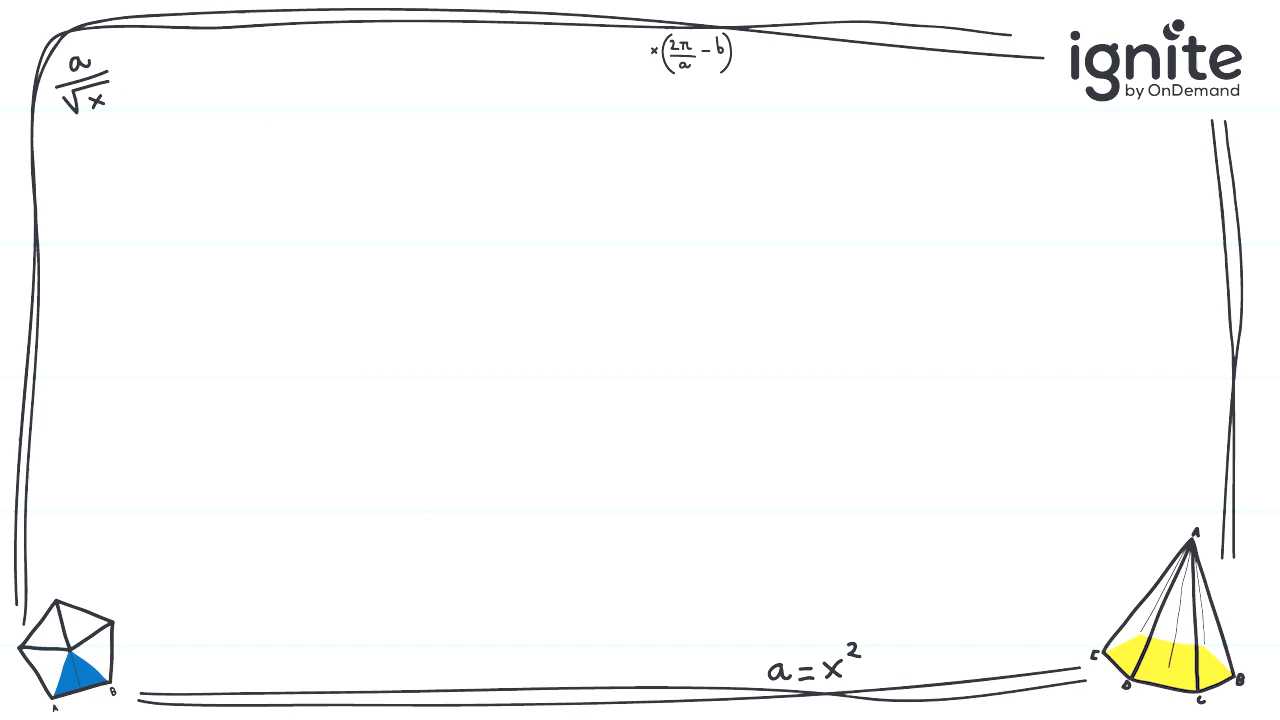 ignite
by OnDemand
a/√x
×(2π/a − b)
A
E
D
C
B
a = x²
A
B